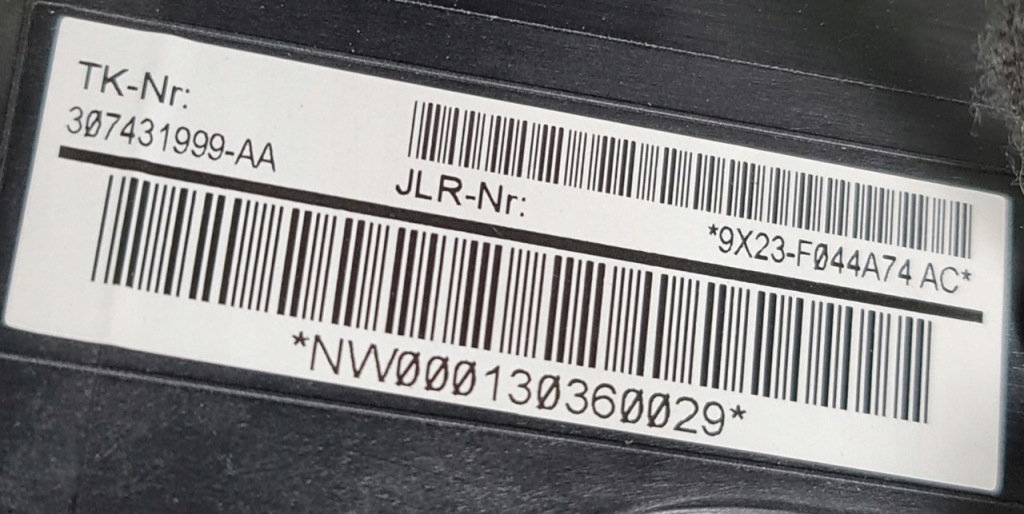 TK-Nr:
307431999-AA
JLR-Nr:
*9X23-F044A74 AC*
*NW000130360029*